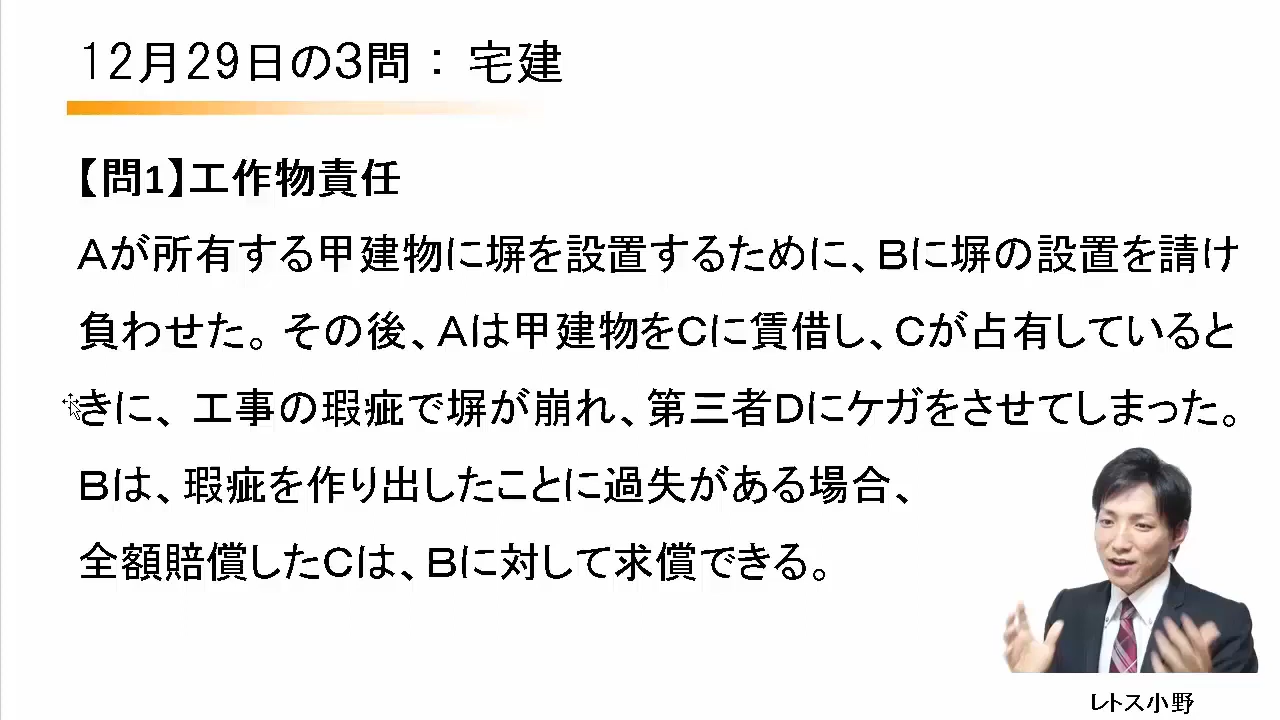 12月29日の3問：宅建
【問1】工作物責任
Aが所有する甲建物に塀を設置するために、Bに塀の設置を請け
負わせた。その後、Aは甲建物をCに賃借し、Cが占有していると
きに、工事の瑕疵で塀が崩れ、第三者Dにケガをさせてしまった。
Bは、瑕疵を作り出したことに過失がある場合、
全額賠償したCは、Bに対して求償できる。
レトス小野